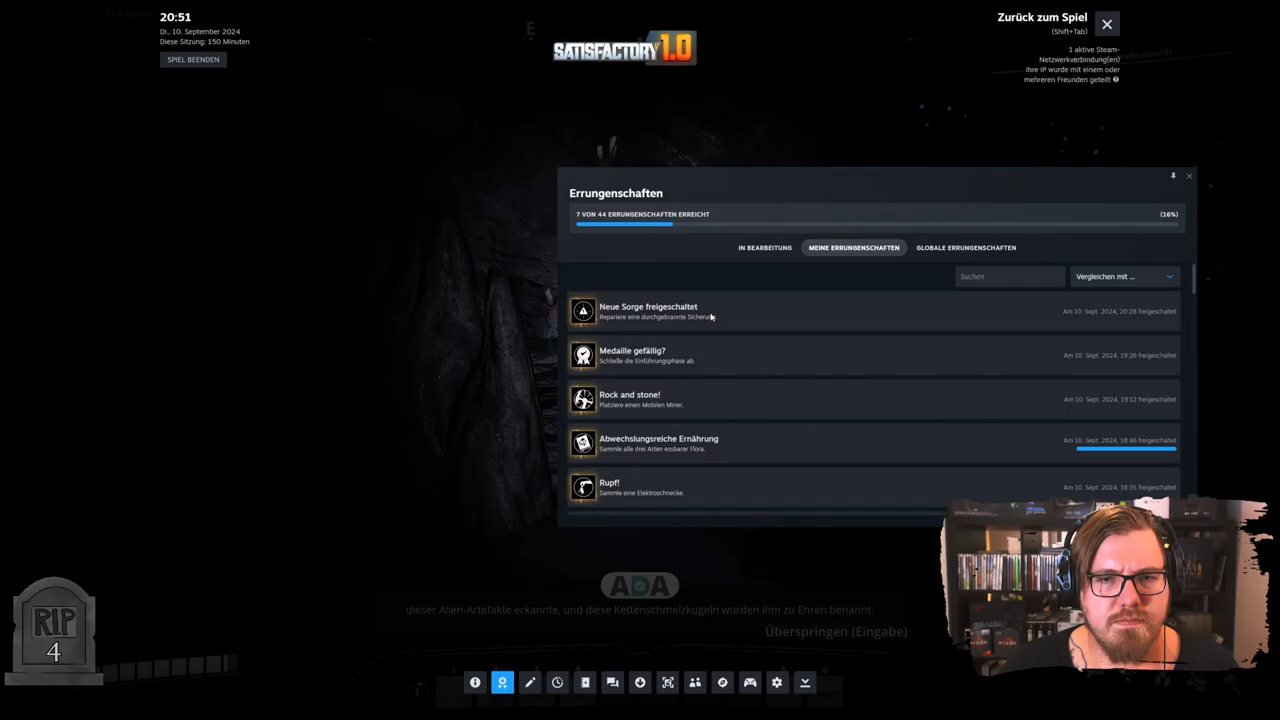 20:51
Di., 10. September 2024
Diese Sitzung: 150 Minuten
SPIEL BEENDEN
SATISFACTORY 1.0
Zurück zum Spiel
(Shift+Tab)
1 aktive Steam-
Netzwerkverbindung(en)
Ihre IP wurde mit einem oder
mehreren Freunden geteilt
Errungenschaften
7 VON 44 ERRUNGENSCHAFTEN ERREICHT
(16%)
IN BEARBEITUNG
MEINE ERRUNGENSCHAFTEN
GLOBALE ERRUNGENSCHAFTEN
Suchen
Vergleichen mit ...
Neue Sorge freigeschaltet
Repariere eine durchgebrannte Sicherung.
Am 10. Sept. 2024, 20:28 freigeschaltet
Medaille gefällig?
Schließe die Einführungsphase ab.
Am 10. Sept. 2024, 19:26 freigeschaltet
Rock and stone!
Platziere einen Mobilen Miner.
Am 10. Sept. 2024, 19:12 freigeschaltet
Abwechslungsreiche Ernährung
Sammle alle drei Arten essbarer Flora.
Am 10. Sept. 2024, 18:46 freigeschaltet
Rupf!
Sammle eine Elektroschnecke.
Am 10. Sept. 2024, 18:35 freigeschaltet
ADA
dieser Alien-Artefakte erkannte, und diese Kettenschmelzkugeln wurden ihm zu Ehren benannt.
Überspringen (Eingabe)
RIP
4